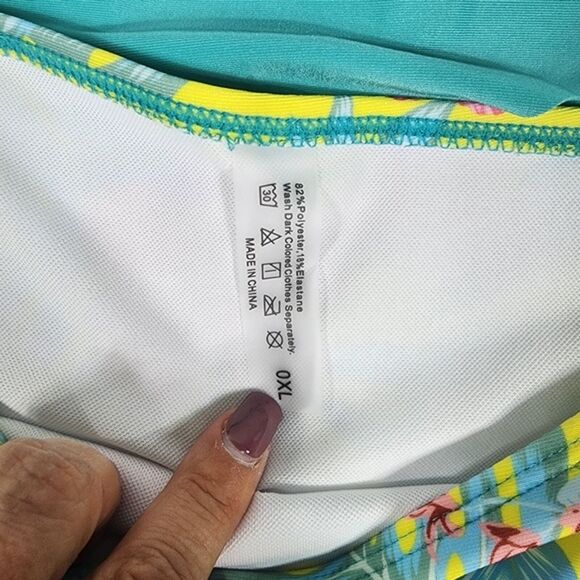 82%Polyester,18%Elastane
Wash Dark Colored Clothes Separately.
30
MADE IN CHINA
0XL